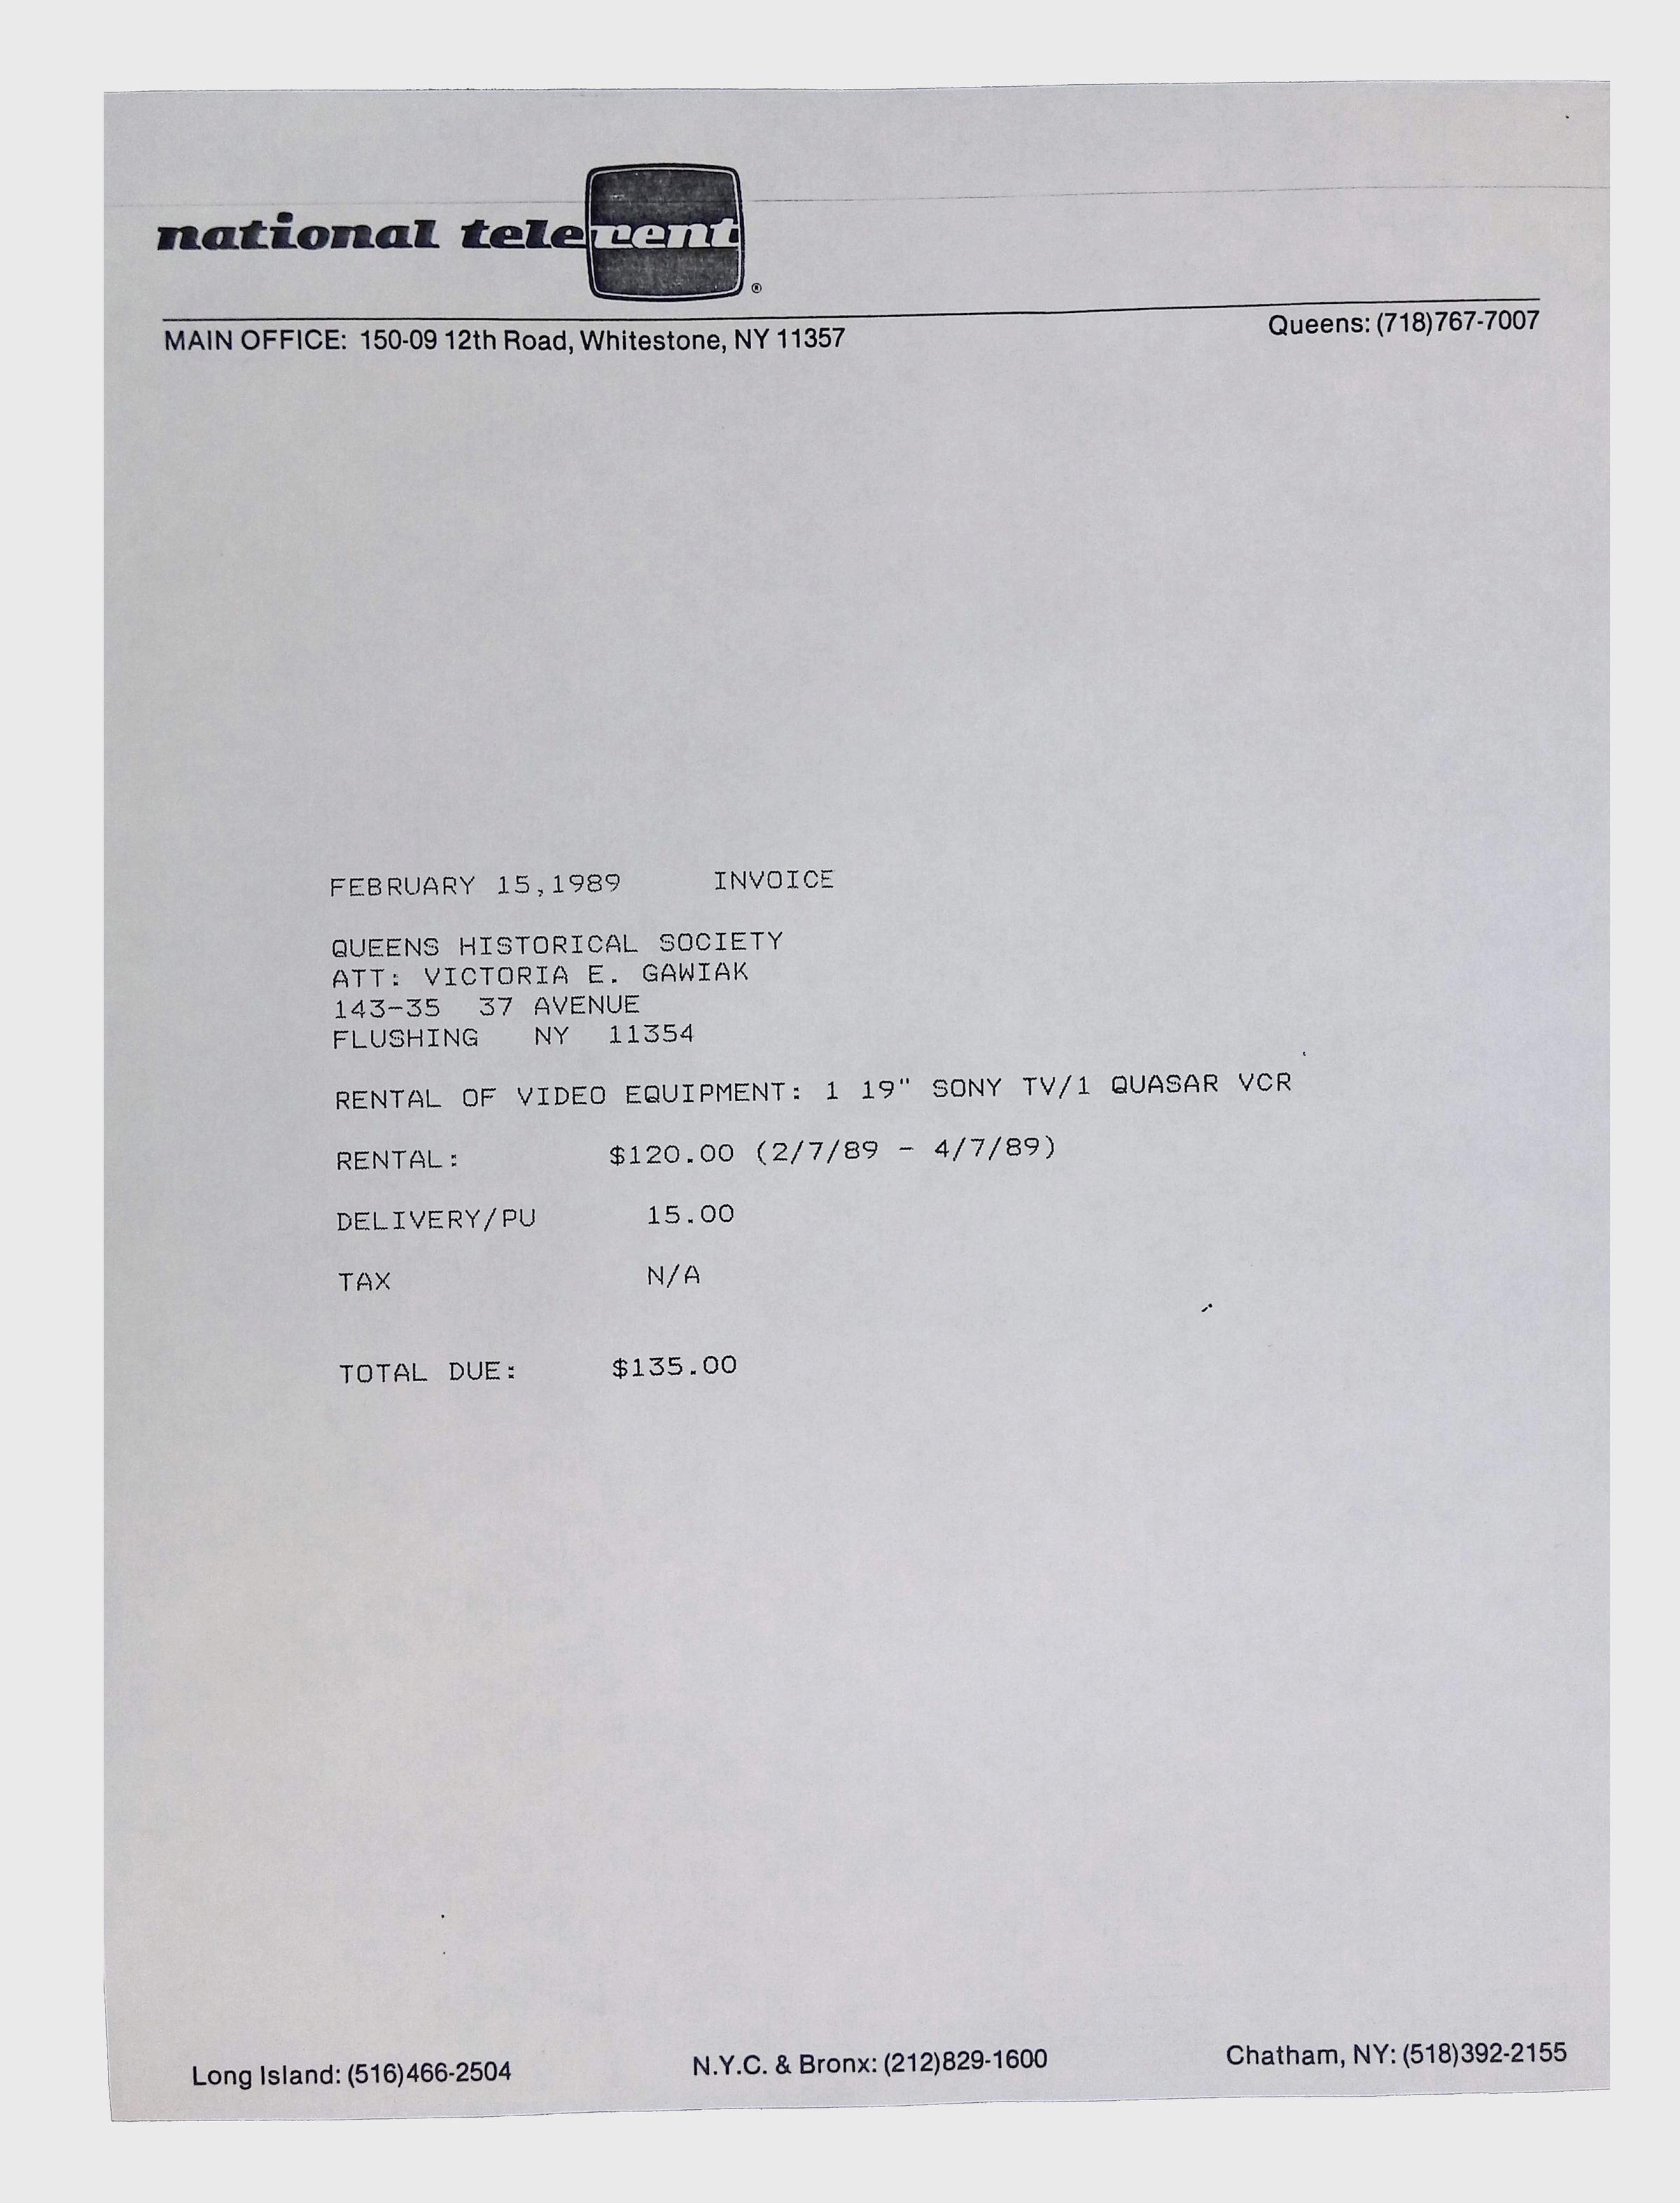 national telerent ®
MAIN OFFICE: 150-09 12th Road, Whitestone, NY 11357 Queens: (718)767-7007
FEBRUARY 15,1989 INVOICE
QUEENS HISTORICAL SOCIETY
ATT: VICTORIA E. GAWIAK
143-35 37 AVENUE
FLUSHING NY 11354
RENTAL OF VIDEO EQUIPMENT: 1 19" SONY TV/1 QUASAR VCR
RENTAL: $120.00 (2/7/89 - 4/7/89)
DELIVERY/PU 15.00
TAX N/A
TOTAL DUE: $135.00
Long Island: (516)466-2504 N.Y.C. & Bronx: (212)829-1600 Chatham, NY: (518)392-2155